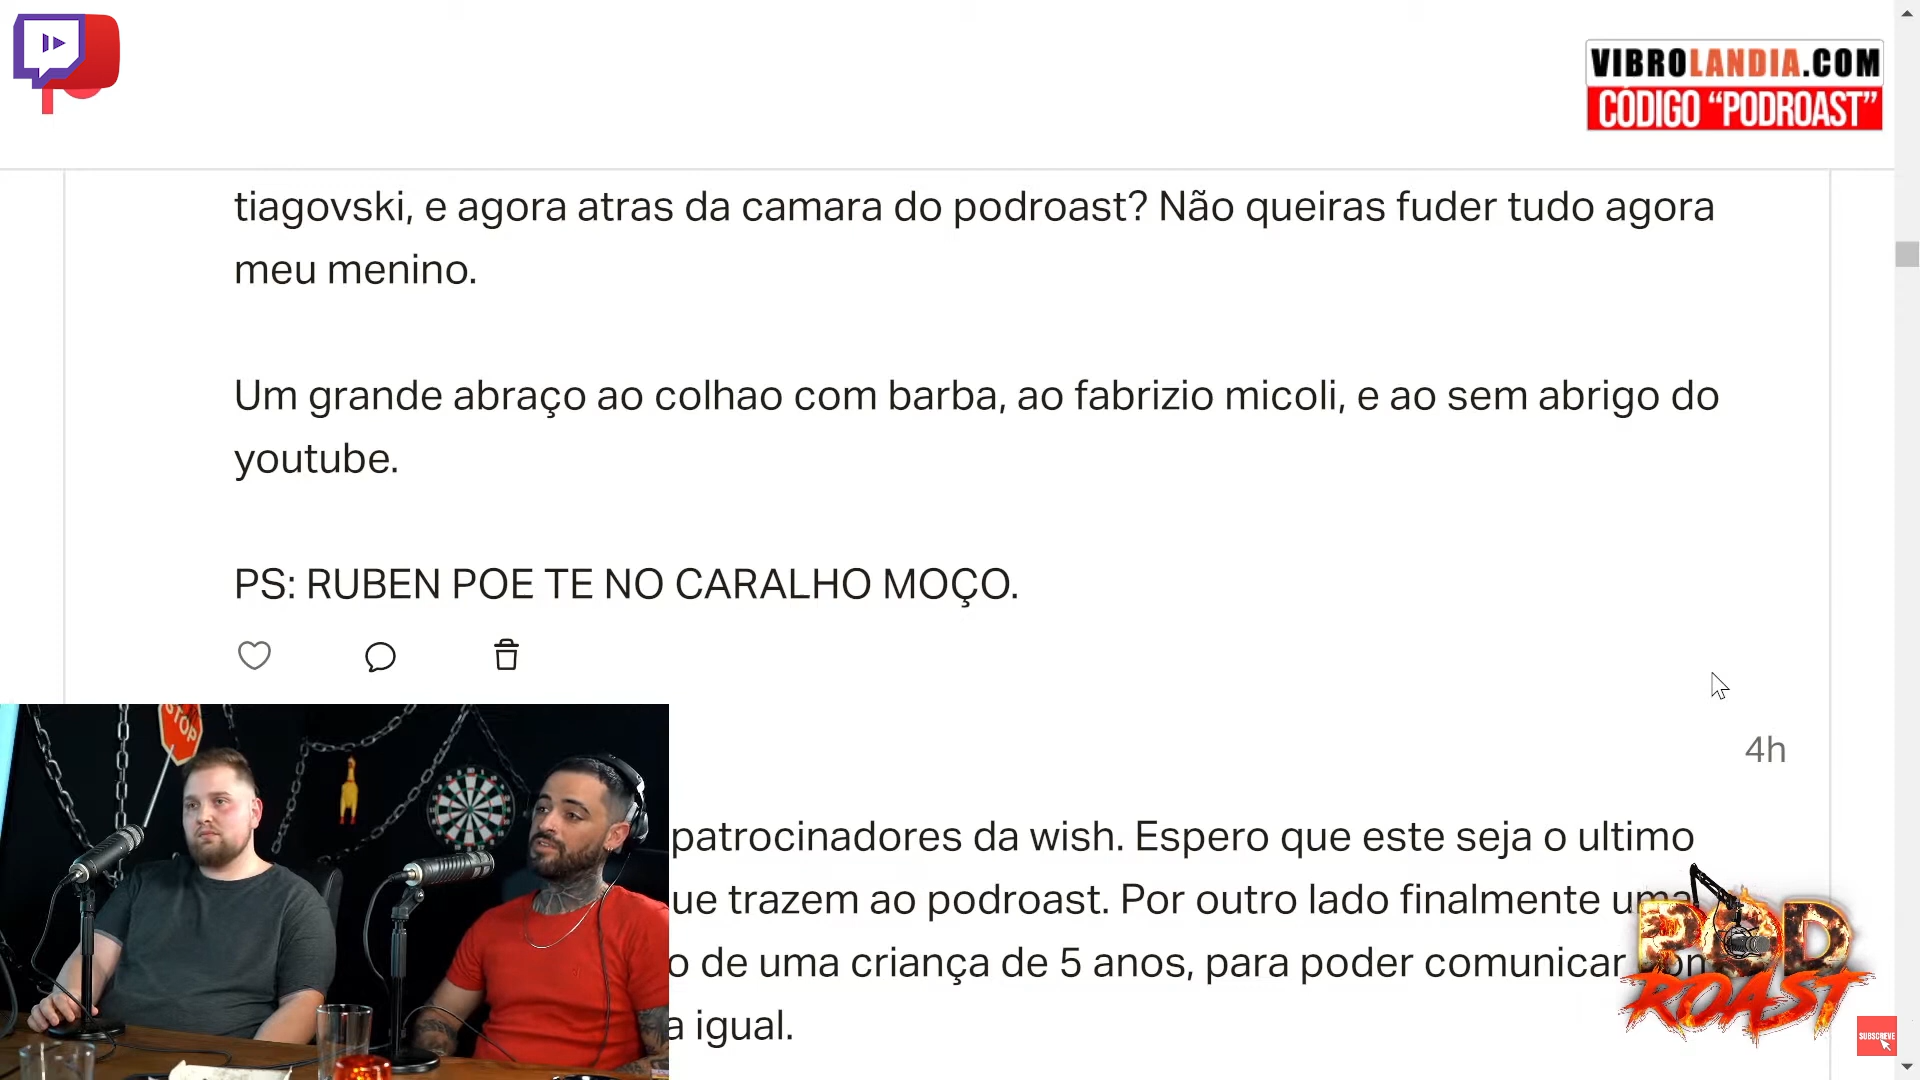 VIBROLANDIA.COM
CÓDIGO “PODROAST”
tiagovski, e agora atras da camara do podroast? Não queiras fuder tudo agora
meu menino.
Um grande abraço ao colhao com barba, ao fabrizio micoli, e ao sem abrigo do
youtube.
PS: RUBEN POE TE NO CARALHO MOÇO.
4h
STOP
patrocinadores da wish. Espero que este seja o ultimo
ue trazem ao podroast. Por outro lado finalmente uma
o de uma criança de 5 anos, para poder comunicar
a igual.
POD
ROAST
SUBSCREVE